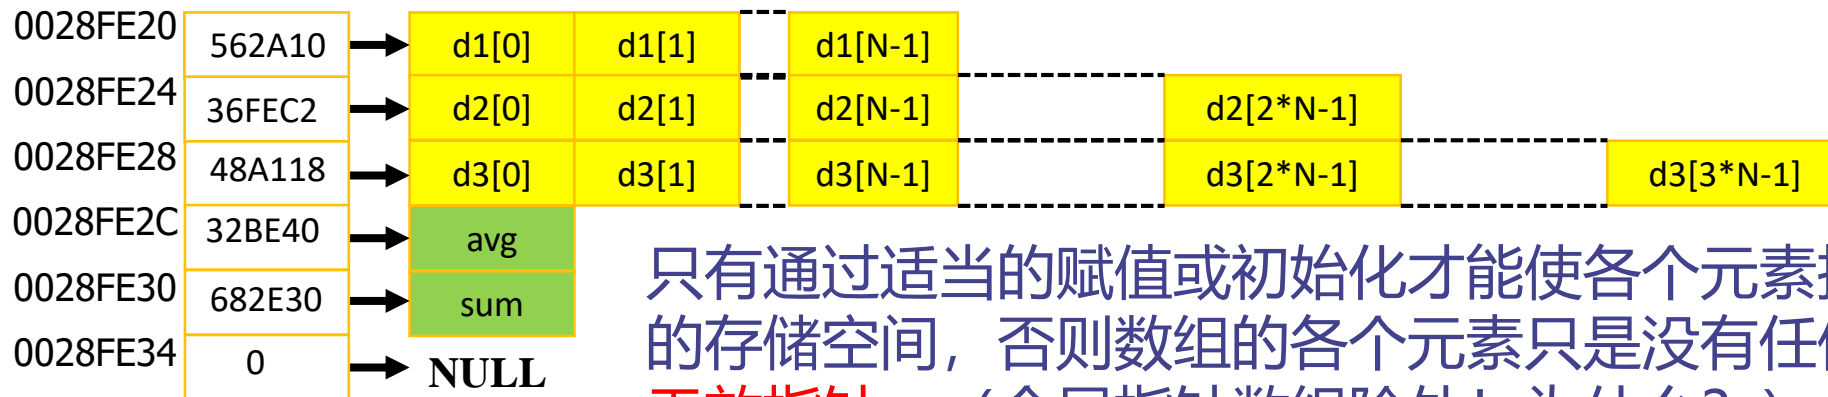 0028FE20 562A10 d1[0] d1[1] d1[N-1]
0028FE24 36FEC2 d2[0] d2[1] d2[N-1] d2[2*N-1]
0028FE28 48A118 d3[0] d3[1] d3[N-1] d3[2*N-1] d3[3*N-1]
0028FE2C 32BE40 avg
0028FE30 682E30 sum
0028FE34 0 NULL
只有通过适当的赋值或初始化才能使各个元素
的存储空间，否则数组的各个元素只是没有任